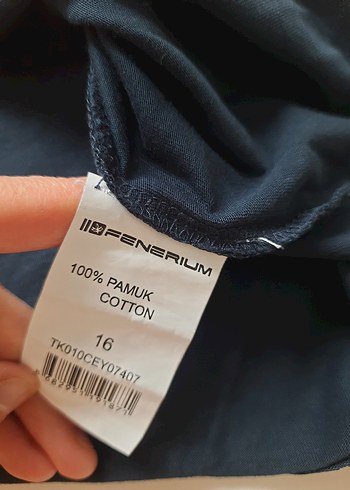 FENERIUM
100% PAMUK
COTTON
16
TK010CEY07407